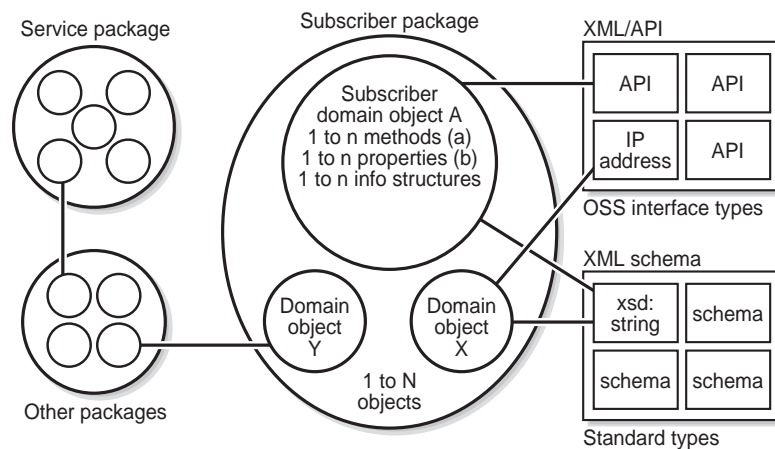 Service package
Other packages
Subscriber package
Subscriber
domain object A
1 to n methods (a)
1 to n properties (b)
1 to n info structures
Domain
object
Y
Domain
object
X
1 to N
objects
XML/API
API
API
IP
address
API
OSS interface types
XML schema
xsd:
string
schema
schema
schema
Standard types